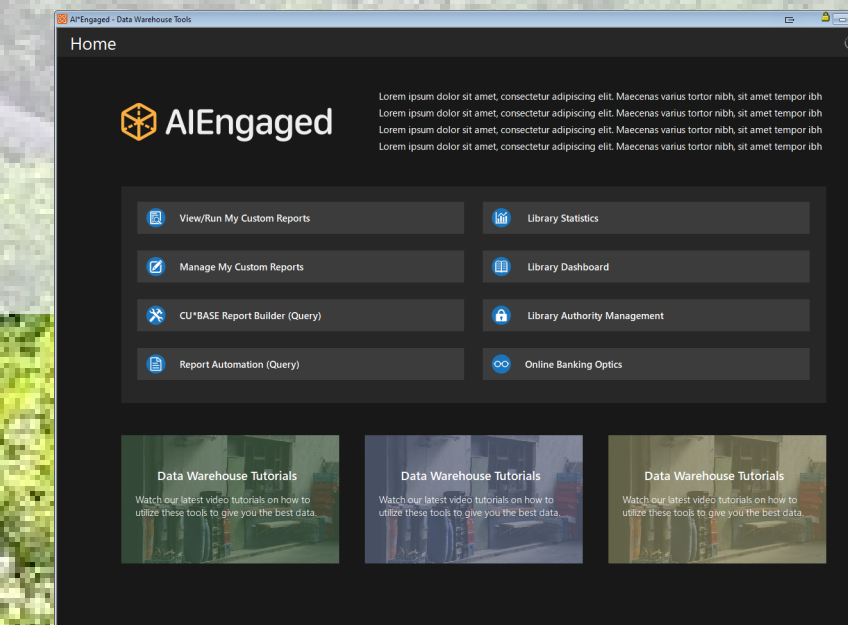 AI*Engaged - Data Warehouse Tools
Home
AIEngaged
Lorem ipsum dolor sit amet, consectetur adipiscing elit. Maecenas varius tortor nibh, sit amet tempor ibh
Lorem ipsum dolor sit amet, consectetur adipiscing elit. Maecenas varius tortor nibh, sit amet tempor ibh
Lorem ipsum dolor sit amet, consectetur adipiscing elit. Maecenas varius tortor nibh, sit amet tempor ibh
Lorem ipsum dolor sit amet, consectetur adipiscing elit. Maecenas varius tortor nibh, sit amet tempor ibh
View/Run My Custom Reports
Library Statistics
Manage My Custom Reports
Library Dashboard
CU*BASE Report Builder (Query)
Library Authority Management
Report Automation (Query)
Online Banking Optics
Data Warehouse Tutorials
Watch our latest video tutorials on how to
utilize these tools to give you the best data.
Data Warehouse Tutorials
Watch our latest video tutorials on how to
utilize these tools to give you the best data.
Data Warehouse Tutorials
Watch our latest video tutorials on how to
utilize these tools to give you the best data.